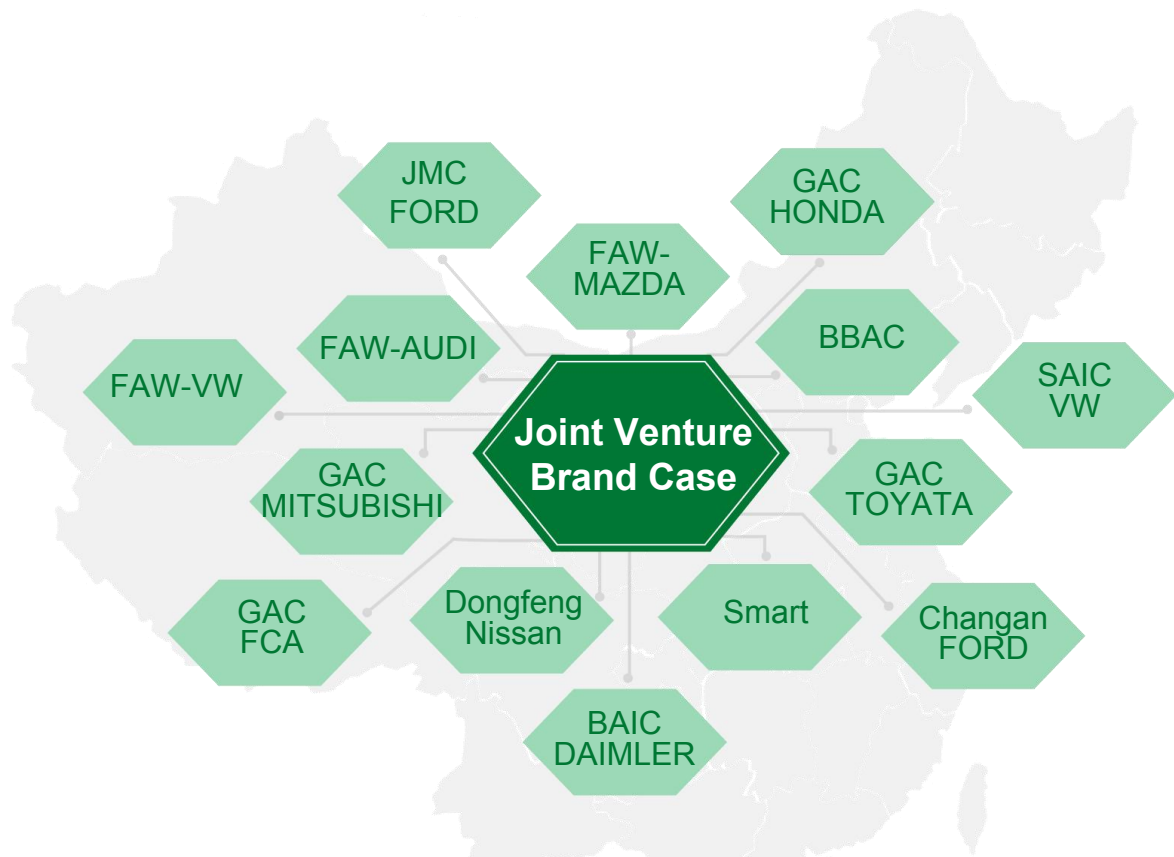 JMC
FORD
GAC
HONDA
FAW-
MAZDA
FAW-AUDI
BBAC
FAW-VW
SAIC
VW
Joint Venture
Brand Case
GAC
MITSUBISHI
GAC
TOYATA
GAC
FCA
Dongfeng
Nissan
Smart
Changan
FORD
BAIC
DAIMLER